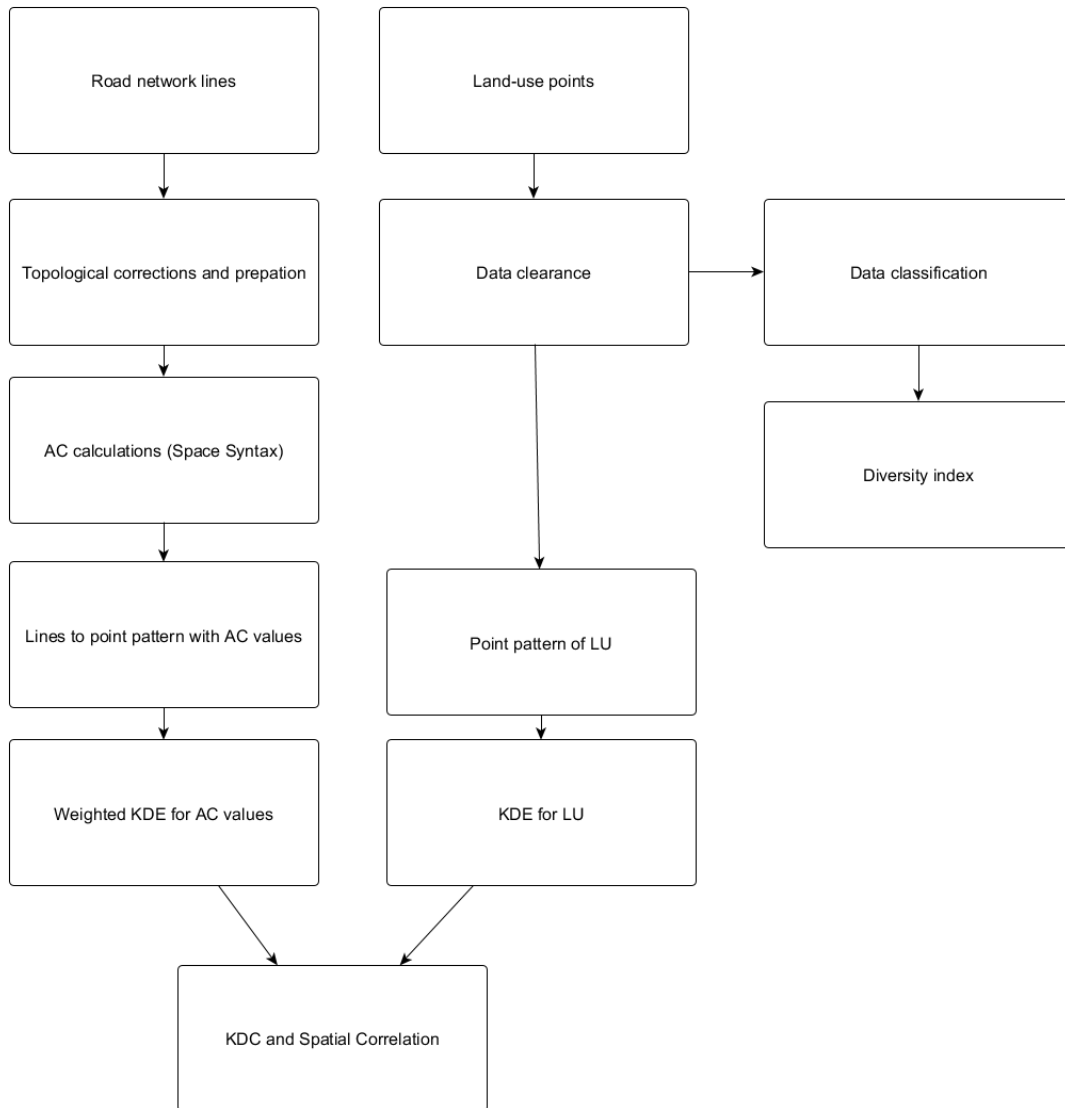 Road network lines
Land-use points
Topological corrections and prepation
Data clearance
Data classification
AC calculations (Space Syntax)
Diversity index
Lines to point pattern with AC values
Point pattern of LU
Weighted KDE for AC values
KDE for LU
KDC and Spatial Correlation